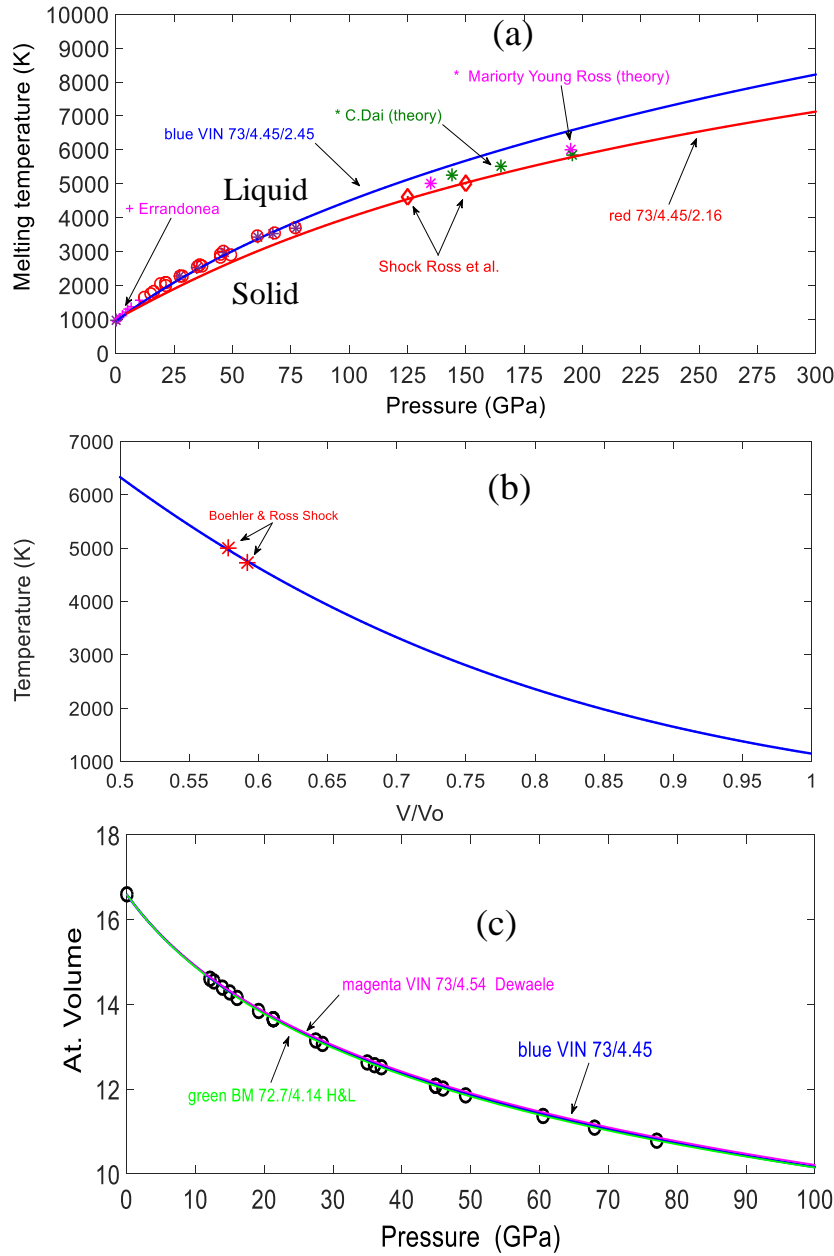 (a)
Melting temperature (K)
10000
9000
8000
7000
6000
5000
4000
3000
2000
1000
0
* Mariorty Young Ross (theory)
* C.Dai (theory)
blue VIN 73/4.45/2.45
Liquid
+ Errandonea
red 73/4.45/2.16
Shock Ross et al.
Solid
0 25 50 75 100 125 150 175 200 225 250 275 300
Pressure (GPa)
(b)
Temperature (K)
7000
6000
5000
4000
3000
2000
1000
Boehler & Ross Shock
0.5 0.55 0.6 0.65 0.7 0.75 0.8 0.85 0.9 0.95 1
V/Vo
(c)
At. Volume
18
16
14
12
10
magenta VIN 73/4.54 Dewaele
blue VIN 73/4.45
green BM 72.7/4.14 H&L
0 10 20 30 40 50 60 70 80 90 100
Pressure (GPa)